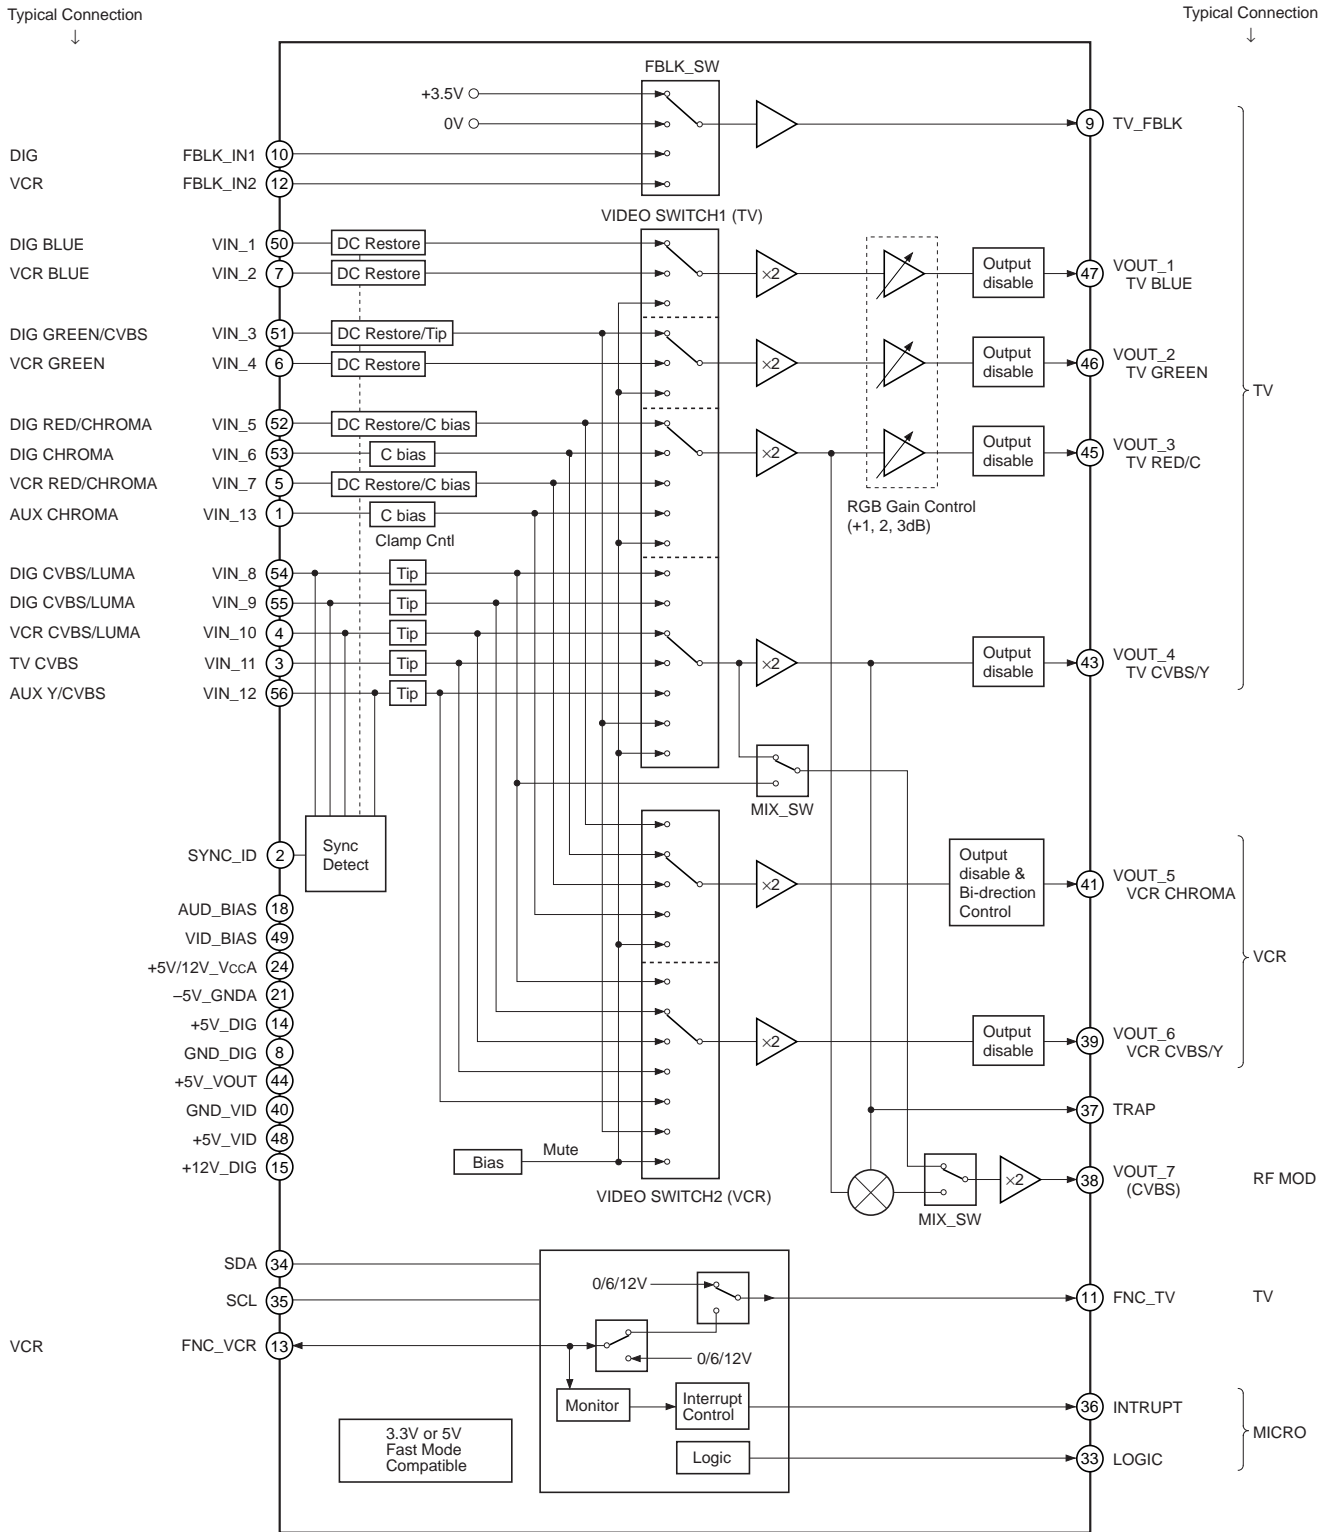 Typical Connection
↓
Typical Connection
↓
FBLK_SW
+3.5V
0V
9 TV_FBLK
DIG FBLK_IN1 10
VCR FBLK_IN2 12
VIDEO SWITCH1 (TV)
DIG BLUE VIN_1 50 DC Restore
VCR BLUE VIN_2 7 DC Restore
×2
Output
disable
47 VOUT_1
TV BLUE
DIG GREEN/CVBS VIN_3 51 DC Restore/Tip
VCR GREEN VIN_4 6 DC Restore
×2
Output
disable
46 VOUT_2
TV GREEN
TV
DIG RED/CHROMA VIN_5 52 DC Restore/C bias
DIG CHROMA VIN_6 53 C bias
VCR RED/CHROMA VIN_7 5 DC Restore/C bias
AUX CHROMA VIN_13 1 C bias
Clamp Cntl
×2
Output
disable
45 VOUT_3
TV RED/C
RGB Gain Control
(+1, 2, 3dB)
DIG CVBS/LUMA VIN_8 54 Tip
DIG CVBS/LUMA VIN_9 55 Tip
VCR CVBS/LUMA VIN_10 4 Tip
TV CVBS VIN_11 3 Tip
AUX Y/CVBS VIN_12 56 Tip
×2
Output
disable
43 VOUT_4
TV CVBS/Y
MIX_SW
SYNC_ID 2
Sync
Detect
×2
Output
disable &
Bi-drection
Control
41 VOUT_5
VCR CHROMA
AUD_BIAS 18
VID_BIAS 49
+5V/12V_VCCA 24
–5V_GNDA 21
+5V_DIG 14
GND_DIG 8
+5V_VOUT 44
GND_VID 40
+5V_VID 48
+12V_DIG 15
VCR
×2
Output
disable
39 VOUT_6
VCR CVBS/Y
37 TRAP
Bias
Mute
VIDEO SWITCH2 (VCR)
MIX_SW
×2
38 VOUT_7
(CVBS)
RF MOD
SDA 34
SCL 35
VCR FNC_VCR 13
0/6/12V
11 FNC_TV TV
0/6/12V
Monitor
Interrupt
Control
36 INTRUPT
Logic
33 LOGIC
MICRO
3.3V or 5V
Fast Mode
Compatible